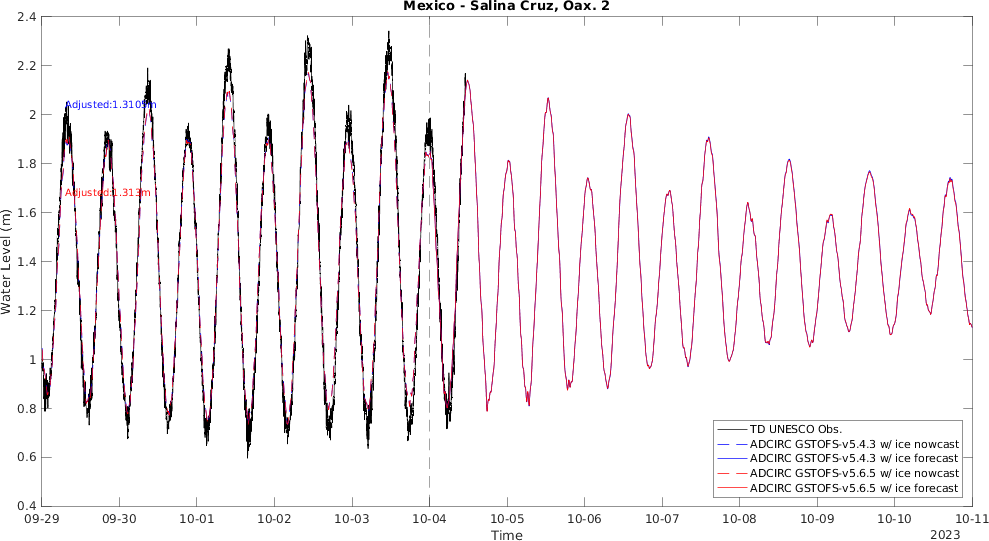 Mexico - Salina Cruz, Oax. 2
2.4
2.2
2
1.8
1.6
1.4
1.2
1
0.8
0.6
0.4
Water Level (m)
Adjusted:1.3109m
Adjusted:1.313m
TD UNESCO Obs.
ADCIRC GSTOFS-v5.4.3 w/ ice nowcast
ADCIRC GSTOFS-v5.4.3 w/ ice forecast
ADCIRC GSTOFS-v5.6.5 w/ ice nowcast
ADCIRC GSTOFS-v5.6.5 w/ ice forecast
09-29 09-30 10-01 10-02 10-03 10-04 10-05 10-06 10-07 10-08 10-09 10-10 10-11
Time
2023